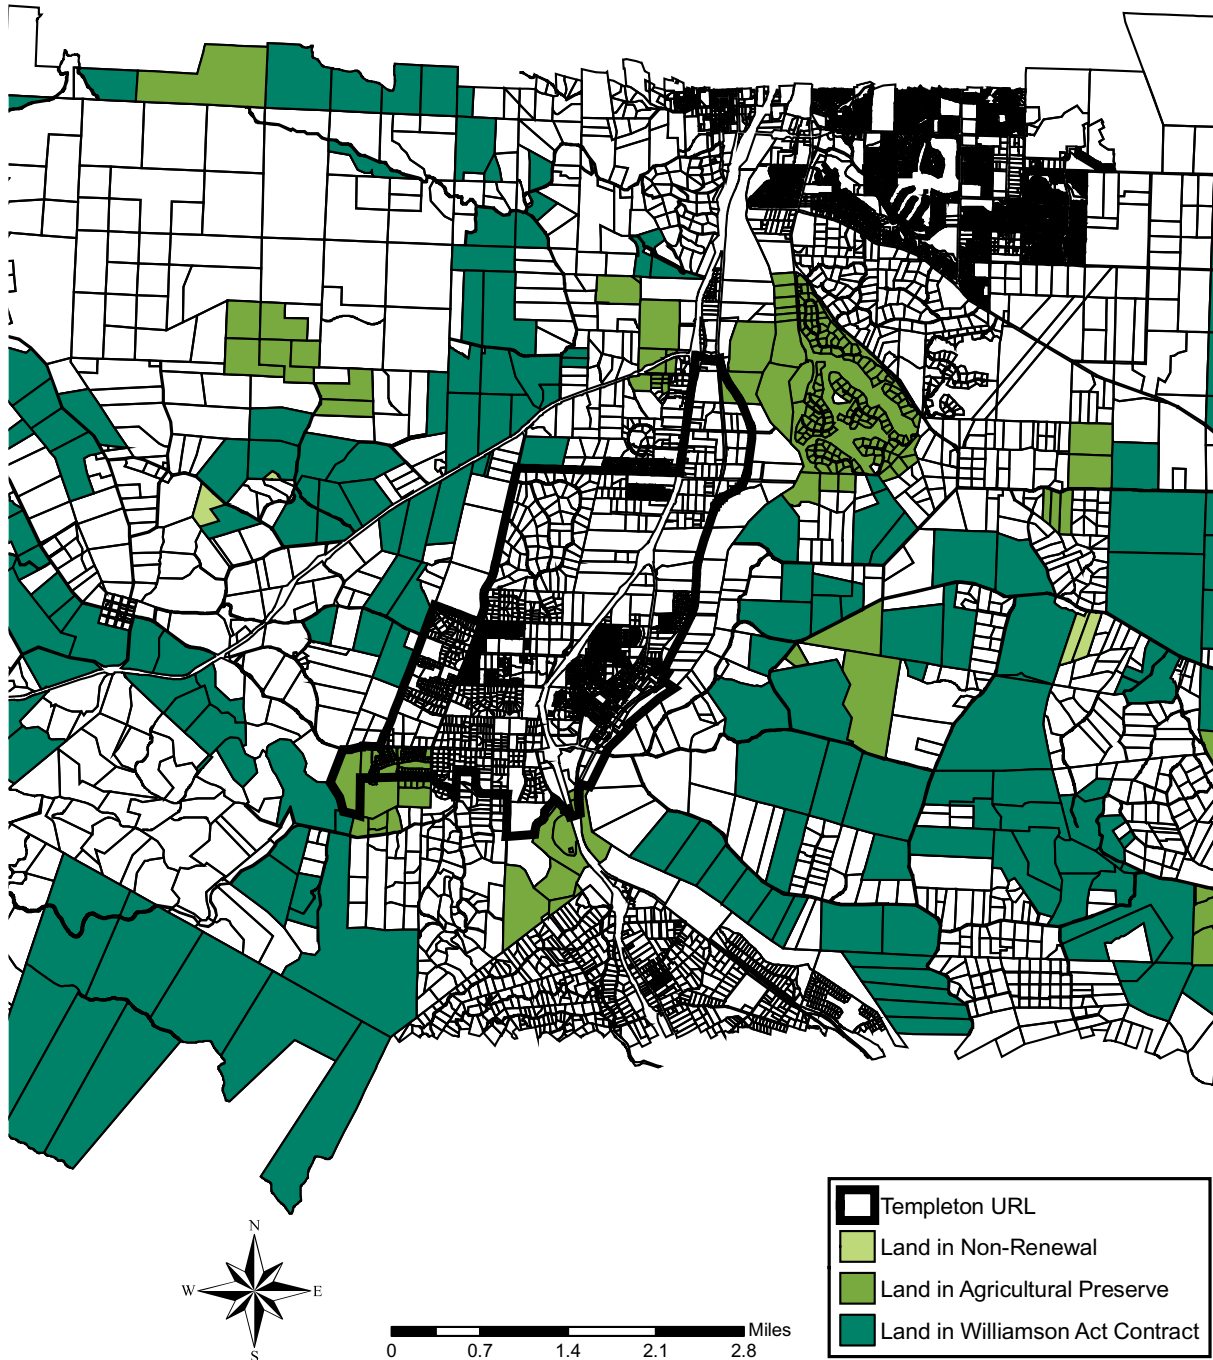 Templeton URL
Land in Non-Renewal
Land in Agricultural Preserve
Land in Williamson Act Contract
N
W E
S
Miles
0 0.7 1.4 2.1 2.8